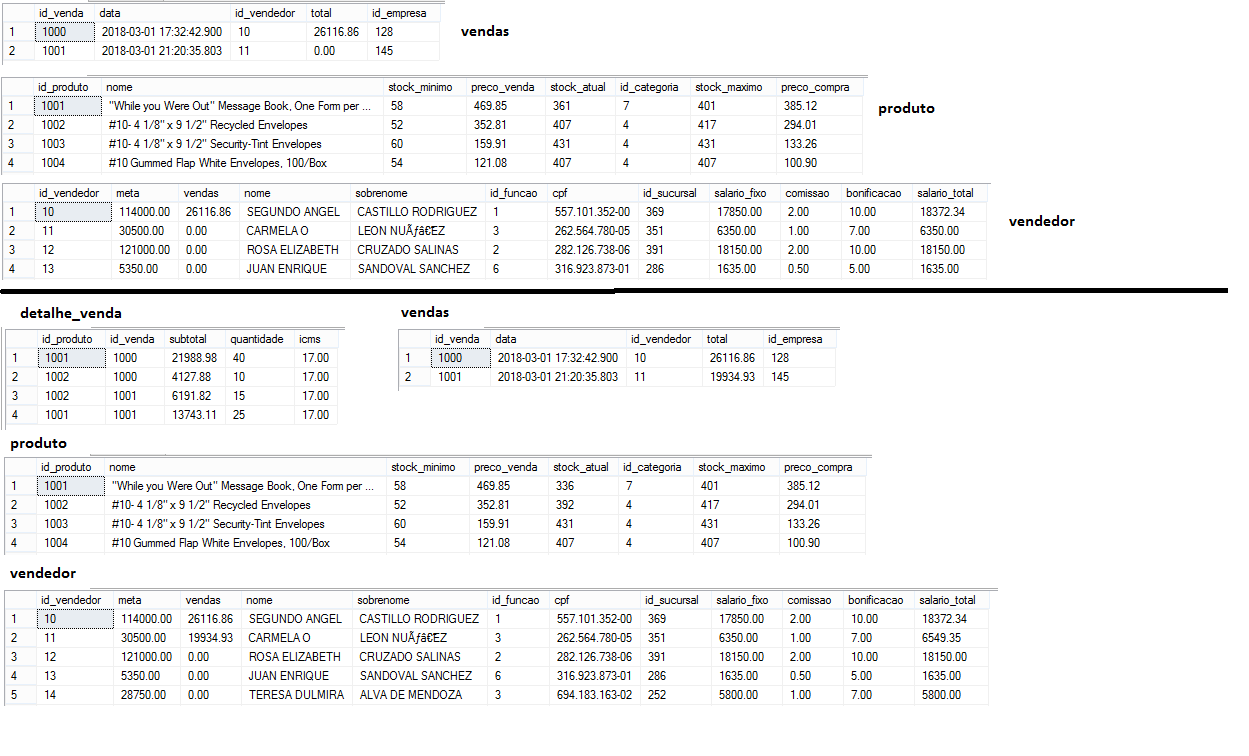 id_venda data id_vendedor total id_empresa
1 1000 2018-03-01 17:32:42.900 10 26116.86 128
vendas
2 1001 2018-03-01 21:20:35.803 11 0.00 145
id_produto nome stock_minimo preco_venda stock_atual id_categoria stock_maximo preco_compra
1 1001 "While you Were Out" Message Book, One Form per ... 58 469.85 361 7 401 385.12
produto
2 1002 #10- 4 1/8" x 9 1/2" Recycled Envelopes 52 352.81 407 4 417 294.01
3 1003 #10- 4 1/8" x 9 1/2" Security-Tint Envelopes 60 159.91 431 4 431 133.26
4 1004 #10 Gummed Flap White Envelopes, 100/Box 54 121.08 407 4 407 100.90
id_vendedor meta vendas nome sobrenome id_funcao cpf id_sucursal salario_fixo comissao bonificacao salario_total
1 10 114000.00 26116.86 SEGUNDO ANGEL CASTILLO RODRIGUEZ 1 557.101.352-00 369 17850.00 2.00 10.00 18372.34
vendedor
2 11 30500.00 0.00 CARMELA O LEON NUÃƒâ€EZ 3 262.564.780-05 351 6350.00 1.00 7.00 6350.00
3 12 121000.00 0.00 ROSA ELIZABETH CRUZADO SALINAS 2 282.126.738-06 391 18150.00 2.00 10.00 18150.00
4 13 5350.00 0.00 JUAN ENRIQUE SANDOVAL SANCHEZ 6 316.923.873-01 286 1635.00 0.50 5.00 1635.00
detalhe_venda
id_produto id_venda subtotal quantidade icms
1 1001 1000 21988.98 40 17.00
2 1002 1000 4127.88 10 17.00
3 1002 1001 6191.82 15 17.00
4 1001 1001 13743.11 25 17.00
vendas
id_venda data id_vendedor total id_empresa
1 1000 2018-03-01 17:32:42.900 10 26116.86 128
2 1001 2018-03-01 21:20:35.803 11 19934.93 145
produto
id_produto nome stock_minimo preco_venda stock_atual id_categoria stock_maximo preco_compra
1 1001 "While you Were Out" Message Book, One Form per ... 58 469.85 336 7 401 385.12
2 1002 #10- 4 1/8" x 9 1/2" Recycled Envelopes 52 352.81 392 4 417 294.01
3 1003 #10- 4 1/8" x 9 1/2" Security-Tint Envelopes 60 159.91 431 4 431 133.26
4 1004 #10 Gummed Flap White Envelopes, 100/Box 54 121.08 407 4 407 100.90
vendedor
id_vendedor meta vendas nome sobrenome id_funcao cpf id_sucursal salario_fixo comissao bonificacao salario_total
1 10 114000.00 26116.86 SEGUNDO ANGEL CASTILLO RODRIGUEZ 1 557.101.352-00 369 17850.00 2.00 10.00 18372.34
2 11 30500.00 19934.93 CARMELA O LEON NUÃƒâ€EZ 3 262.564.780-05 351 6350.00 1.00 7.00 6549.35
3 12 121000.00 0.00 ROSA ELIZABETH CRUZADO SALINAS 2 282.126.738-06 391 18150.00 2.00 10.00 18150.00
4 13 5350.00 0.00 JUAN ENRIQUE SANDOVAL SANCHEZ 6 316.923.873-01 286 1635.00 0.50 5.00 1635.00
5 14 28750.00 0.00 TERESA DULMIRA ALVA DE MENDOZA 3 694.183.163-02 252 5800.00 1.00 7.00 5800.00